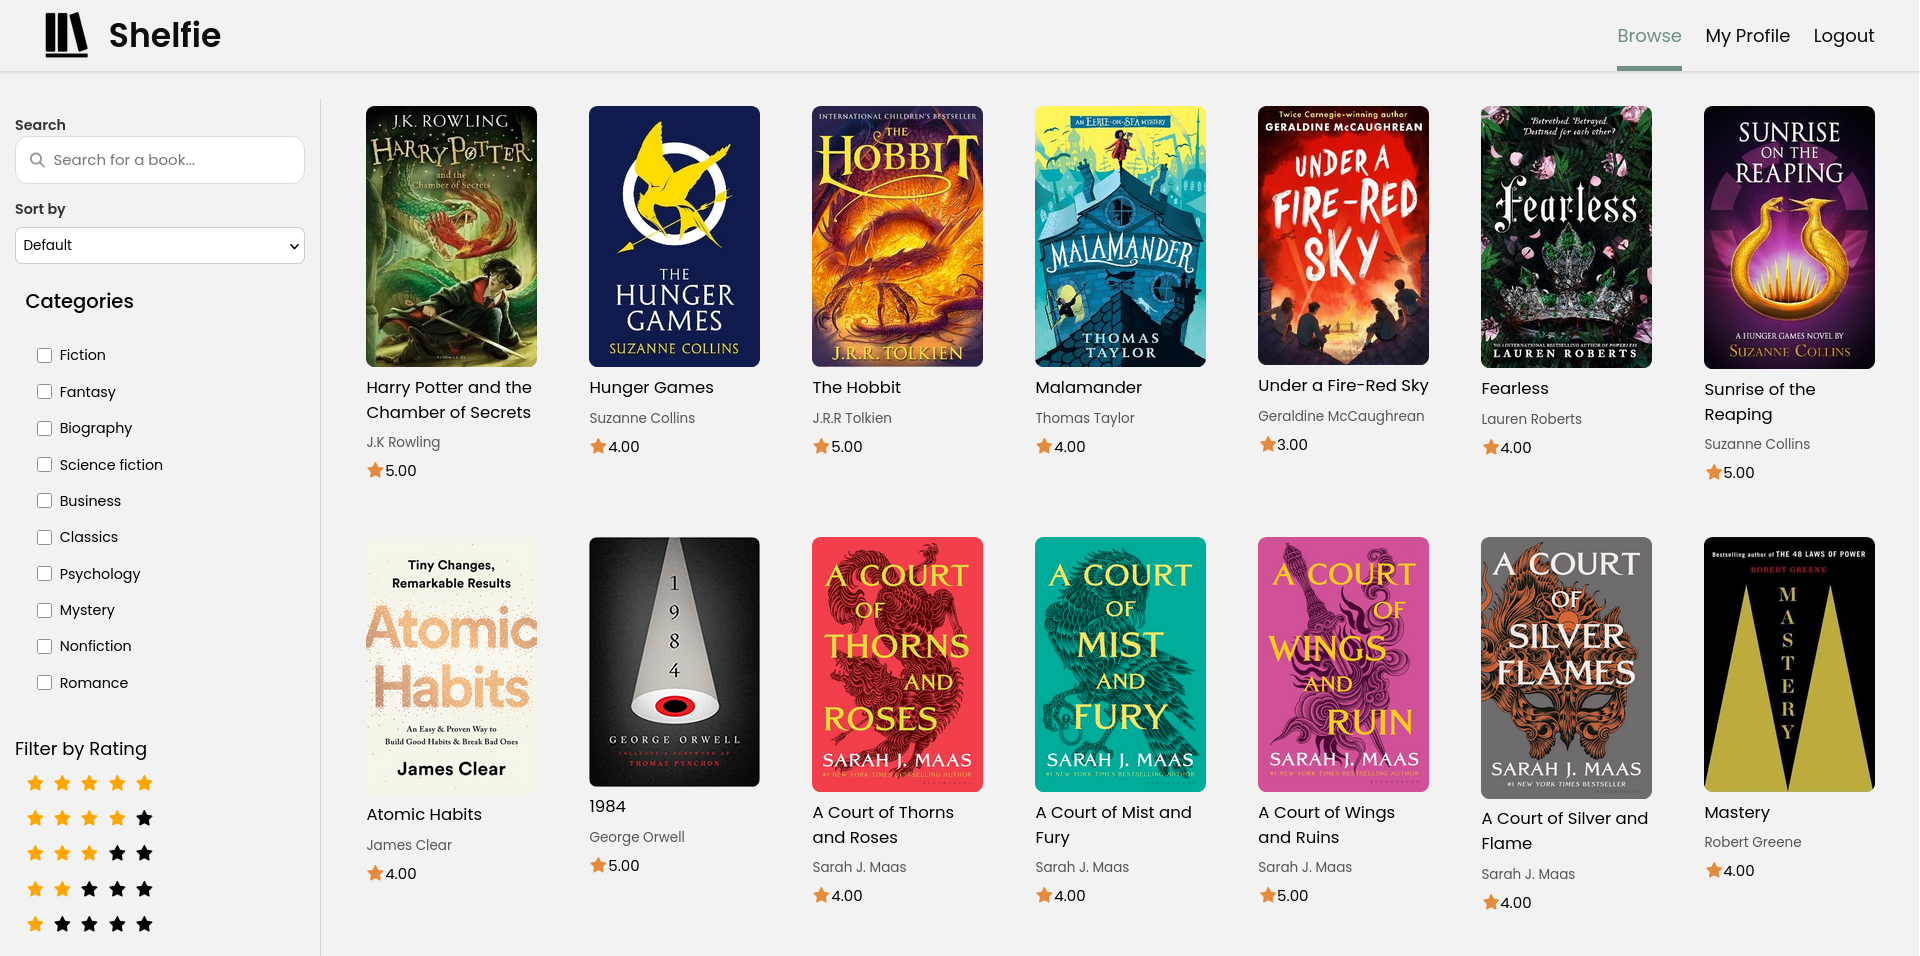 Shelfie
Browse
My Profile
Logout
Search
Search for a book...
Sort by
Default
Categories
Fiction
Fantasy
Biography
Science fiction
Business
Classics
Psychology
Mystery
Nonfiction
Romance
Filter by Rating
J.K. ROWLING
HARRY POTTER
and the
Chamber of Secrets
Harry Potter and the
Chamber of Secrets
J.K Rowling
5.00
THE
HUNGER
GAMES
SUZANNE COLLINS
Hunger Games
Suzanne Collins
4.00
INTERNATIONAL CHILDREN'S BESTSELLER
THE
HOBBIT
J.R.R. TOLKIEN
The Hobbit
J.R.R Tolkien
5.00
AN EERIE-ON-SEA MYSTERY
MALAMANDER
THOMAS
TAYLOR
Malamander
Thomas Taylor
4.00
Twice Carnegie-winning author
GERALDINE McCAUGHREAN
UNDER A
FIRE-RED
SKY
Under a Fire-Red Sky
Geraldine McCaughrean
3.00
Betrothed. Betrayed.
Destined for each other?
Fearless
NO.1 INTERNATIONAL BESTSELLING AUTHOR OF POWERLESS
LAUREN ROBERTS
Fearless
Lauren Roberts
4.00
SUNRISE
ON THE
REAPING
A HUNGER GAMES NOVEL BY
SUZANNE COLLINS
Sunrise of the
Reaping
Suzanne Collins
5.00
Tiny Changes,
Remarkable Results
Atomic
Habits
An Easy & Proven Way to
Build Good Habits & Break Bad Ones
James Clear
Atomic Habits
James Clear
4.00
1
9
8
4
GEORGE ORWELL
INCLUDES A FOREWORD BY
THOMAS PYNCHON
1984
George Orwell
5.00
A COURT
OF
THORNS
AND
ROSES
SARAH J. MAAS
#1 NEW YORK TIMES BESTSELLING AUTHOR
A Court of Thorns
and Roses
Sarah J. Maas
4.00
A COURT
OF
MIST
AND
FURY
SARAH J. MAAS
#1 NEW YORK TIMES BESTSELLING AUTHOR
A Court of Mist and
Fury
Sarah J. Maas
4.00
A COURT
OF
WINGS
AND
RUIN
SARAH J. MAAS
#1 NEW YORK TIMES BESTSELLING AUTHOR
A Court of Wings
and Ruins
Sarah J. Maas
5.00
A COURT
OF
SILVER
FLAMES
SARAH J. MAAS
#1 NEW YORK TIMES BESTSELLER
A Court of Silver and
Flame
Sarah J. Maas
4.00
Bestselling author of THE 48 LAWS OF POWER
ROBERT GREENE
M
A
S
T
E
R
Y
Mastery
Robert Greene
4.00